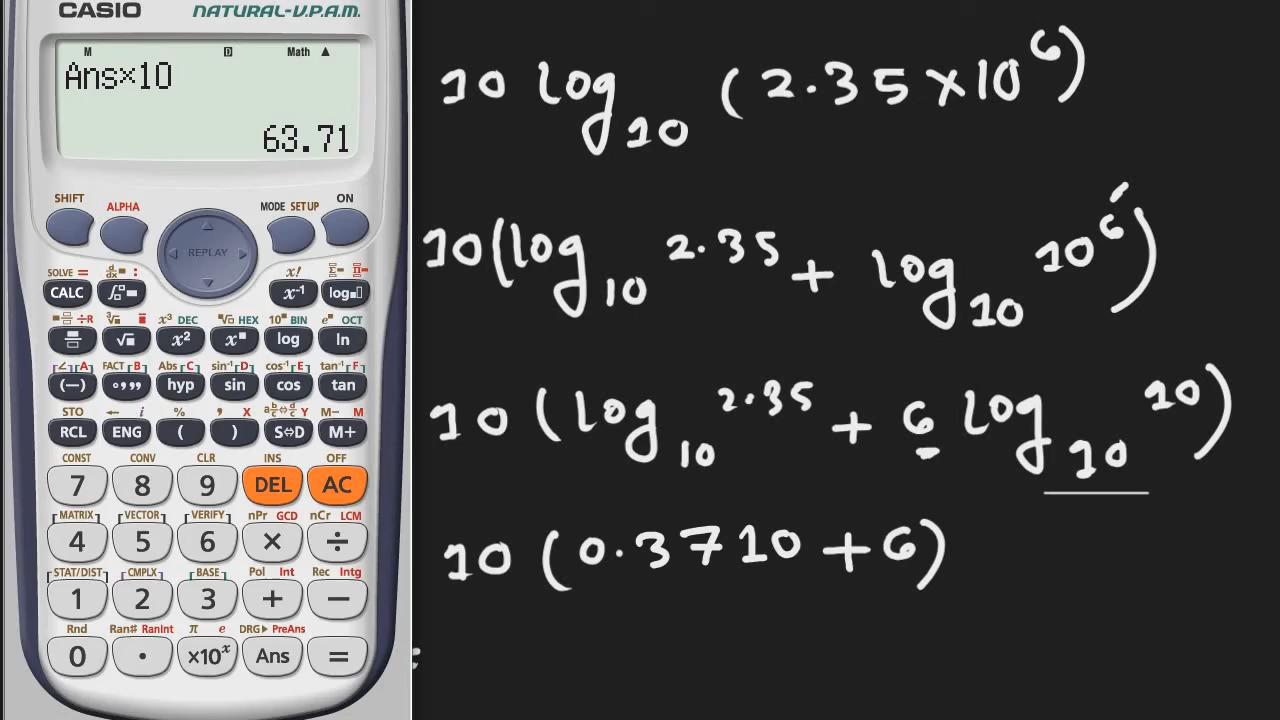 CASIO NATURAL-V.P.A.M.
M D Math ▲
Ans×10
63.71
SHIFT ALPHA MODE SETUP ON
REPLAY
SOLVE = d/dx : x! Σ Π
CALC ∫ x⁻¹ log
÷R ³√ x³ DEC HEX 10 BIN e OCT
√ x² x log ln
∠ A FACT B Abs C sin⁻¹ D cos⁻¹ E tan⁻¹ F
(−) °,,, hyp sin cos tan
STO ← i % , X a b/c ⇔ d/c Y M− M
RCL ENG ( ) S⇔D M+
CONST CONV CLR INS OFF
7 8 9 DEL AC
MATRIX VECTOR VERIFY nPr GCD nCr LCM
4 5 6 × ÷
STAT/DIST CMPLX BASE Pol Int Rec Intg
1 2 3 + −
Rnd Ran# RanInt π e DRG▶ PreAns
0 . ×10ˣ Ans =
10 log₁₀ (2.35×10⁶)
10(log₁₀ 2.35 + log₁₀ 10⁶)
10 (log₁₀ 2.35 + 6 log₁₀ 10)
10 (0.3710 + 6)